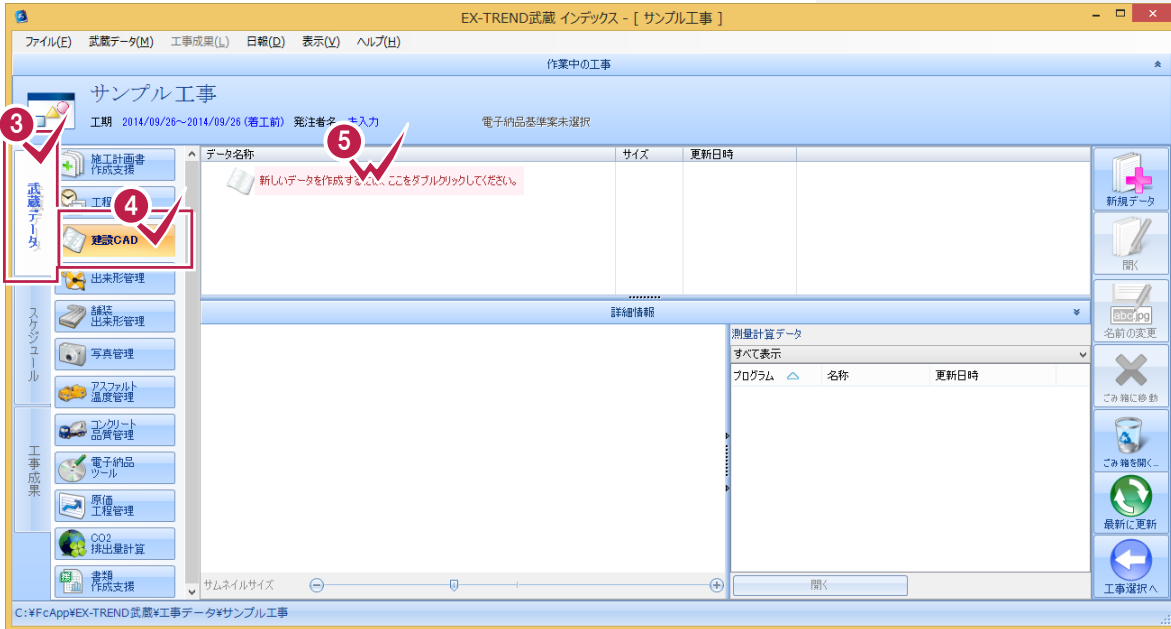 EX-TREND武蔵 インデックス - [ サンプル工事 ]
ファイル(F) 武蔵データ(M) 工事成果(L) 日報(D) 表示(V) ヘルプ(H)
作業中の工事
サンプル工事
工期 2014/09/26～2014/09/26 (着工前) 発注者名 未入力 電子納品基準案未選択
3
武蔵データ
スケジュール
工事成果
施工計画書
作成支援
工程
4
建設CAD
出来形管理
舗装
出来形管理
写真管理
アスファルト
温度管理
コンクリート
品質管理
電子納品
ツール
原価
工程管理
CO2
排出量計算
書類
作成支援
データ名称 サイズ 更新日時
5
新しいデータを作成する ここをダブルクリックしてください。
詳細情報
測量計算データ
すべて表示
プログラム 名称 更新日時
サムネイルサイズ
開く
新規データ
開く
abc.jpg
名前の変更
ごみ箱に移動
ごみ箱を開く...
最新に更新
工事選択へ
C:¥FcApp¥EX-TREND武蔵¥工事データ¥サンプル工事